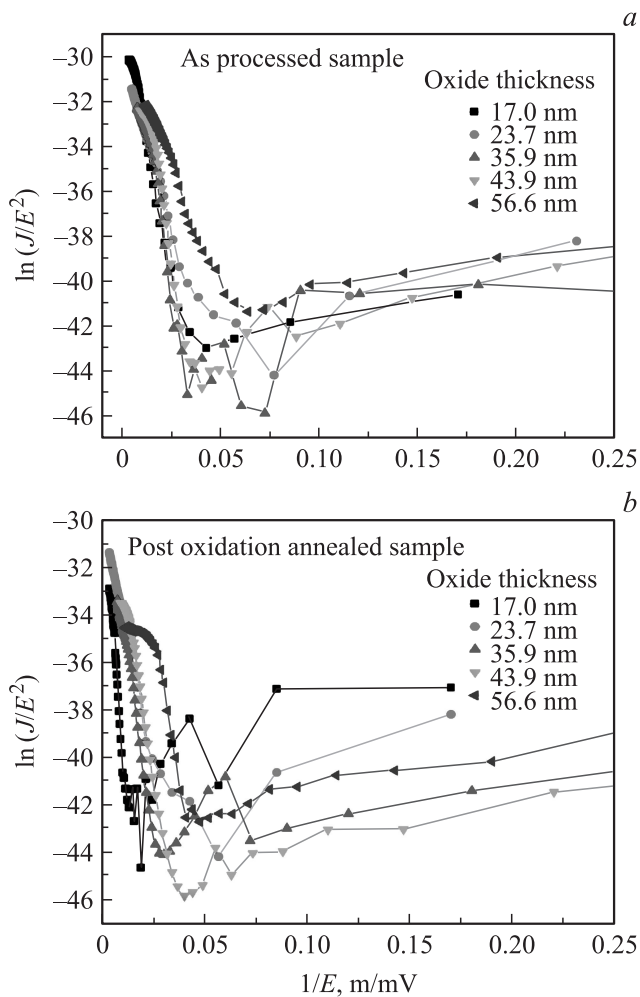 a
As processed sample
Oxide thickness
17.0 nm
23.7 nm
35.9 nm
43.9 nm
56.6 nm
ln (J/E²)
–30
–32
–34
–36
–38
–40
–42
–44
–46
0 0.05 0.10 0.15 0.20 0.25
b
Post oxidation annealed sample
Oxide thickness
17.0 nm
23.7 nm
35.9 nm
43.9 nm
56.6 nm
ln (J/E²)
–30
–32
–34
–36
–38
–40
–42
–44
–46
0 0.05 0.10 0.15 0.20 0.25
1/E, m/mV